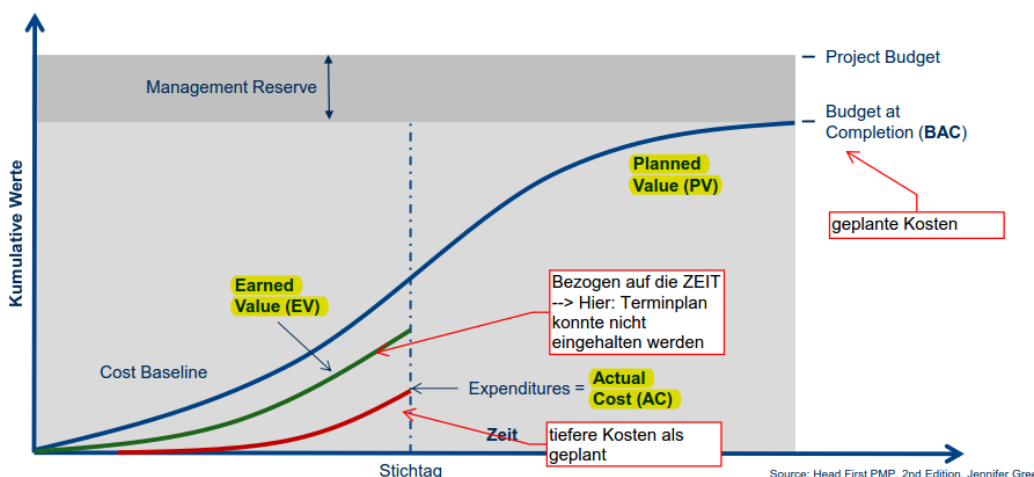 Project Budget
Management Reserve
Budget at
Completion (BAC)
Kumulative Werte
Planned
Value (PV)
geplante Kosten
Earned
Value (EV)
Bezogen auf die ZEIT
--> Hier: Terminplan
konnte nicht
eingehalten werden
Cost Baseline
Expenditures = Actual
Cost (AC)
Zeit
tiefere Kosten als
geplant
Stichtag
Source: Head First PMP, 2nd Edition, Jennifer Gree